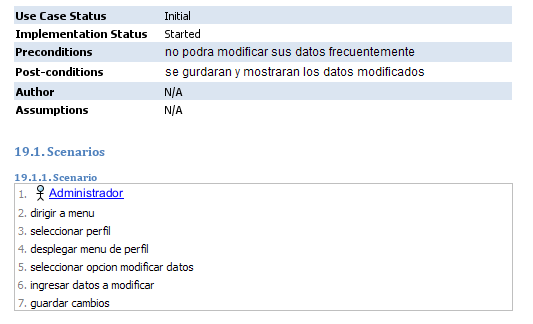 Use Case Status Initial
Implementation Status Started
Preconditions no podra modificar sus datos frecuentemente
Post-conditions se gurdaran y mostraran los datos modificados
Author N/A
Assumptions N/A
19.1. Scenarios
19.1.1. Scenario
1. Administrador
2. dirigir a menu
3. seleccionar perfil
4. desplegar menu de perfil
5. seleccionar opcion modificar datos
6. ingresar datos a modificar
7. guardar cambios